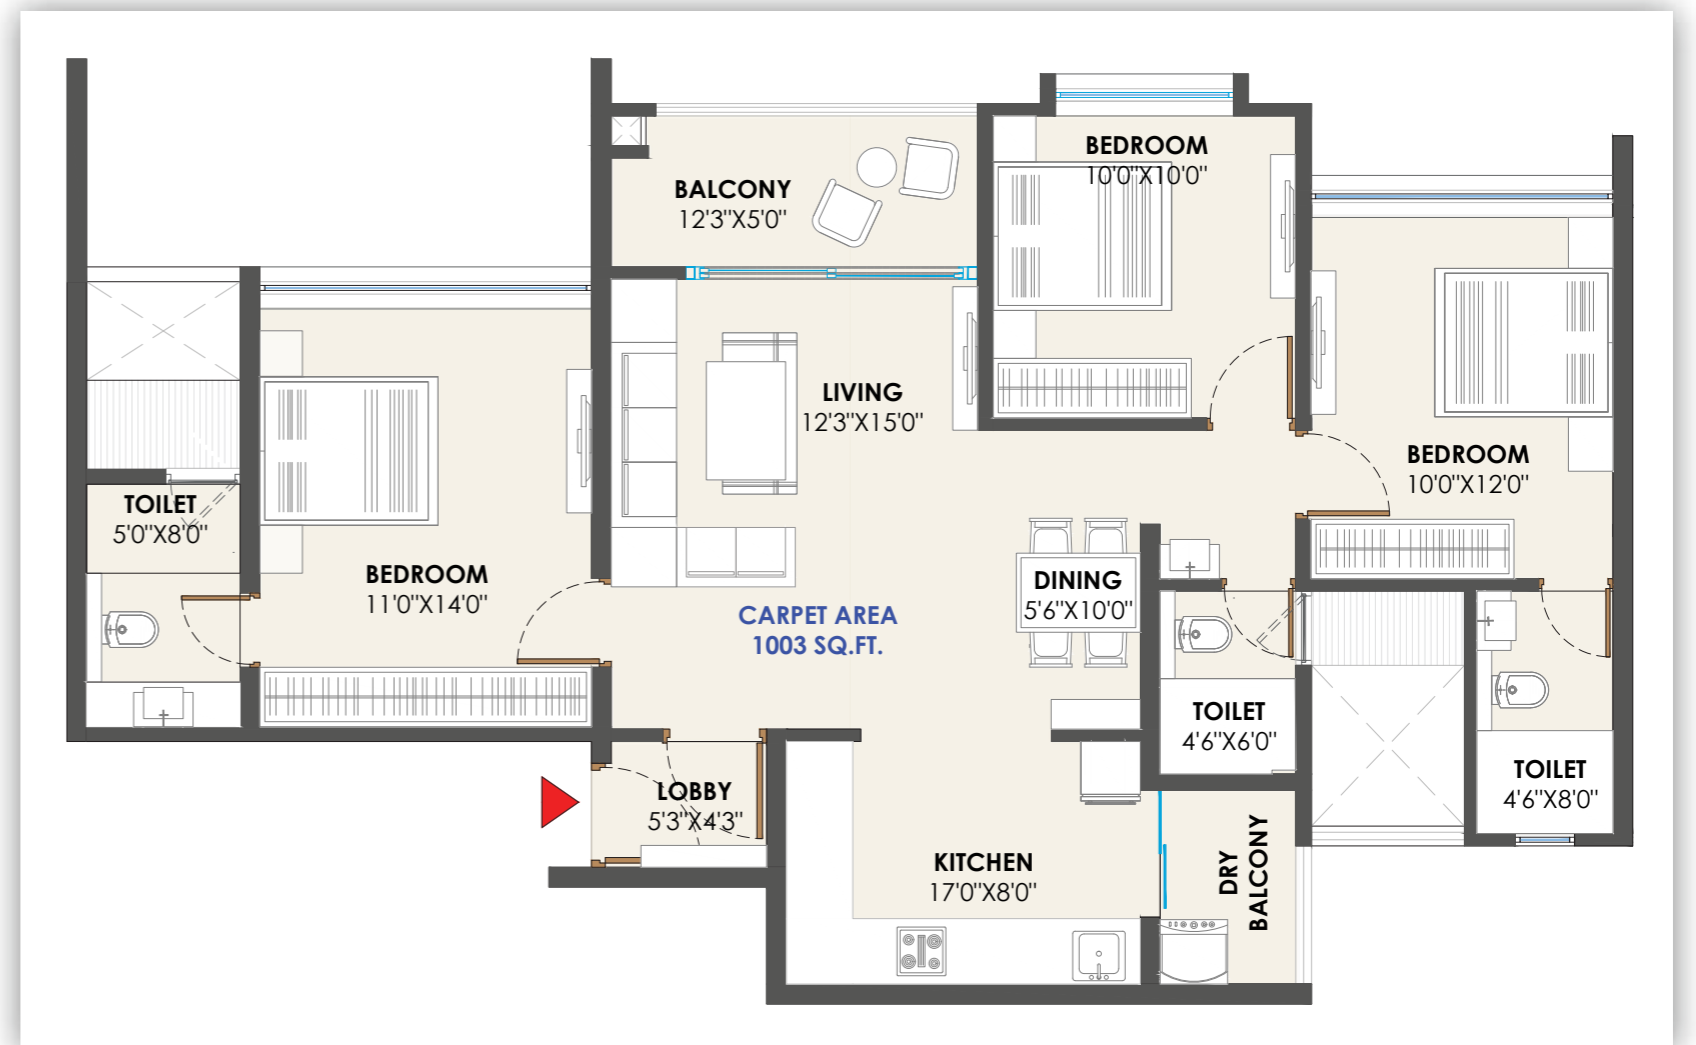 BEDROOM
10'0"X10'0"
BALCONY
12'3"X5'0"
LIVING
12'3"X15'0"
BEDROOM
10'0"X12'0"
TOILET
5'0"X8'0"
BEDROOM
11'0"X14'0"
DINING
5'6"X10'0"
CARPET AREA
1003 SQ.FT.
TOILET
4'6"X6'0"
TOILET
4'6"X8'0"
LOBBY
5'3"X4'3"
KITCHEN
17'0"X8'0"
DRY
BALCONY